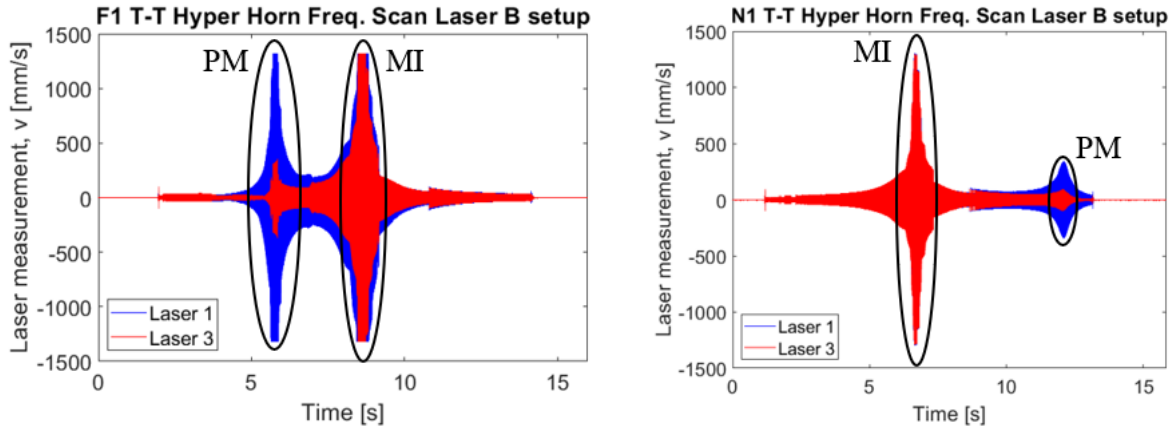 F1 T-T Hyper Horn Freq. Scan Laser B setup
1500
1000
500
0
-500
-1000
-1500
Laser measurement, v [mm/s]
PM
MI
Laser 1
Laser 3
0
5
10
15
Time [s]
N1 T-T Hyper Horn Freq. Scan Laser B setup
1500
1000
500
0
-500
-1000
-1500
Laser measurement, v [mm/s]
MI
PM
Laser 1
Laser 3
0
5
10
15
Time [s]